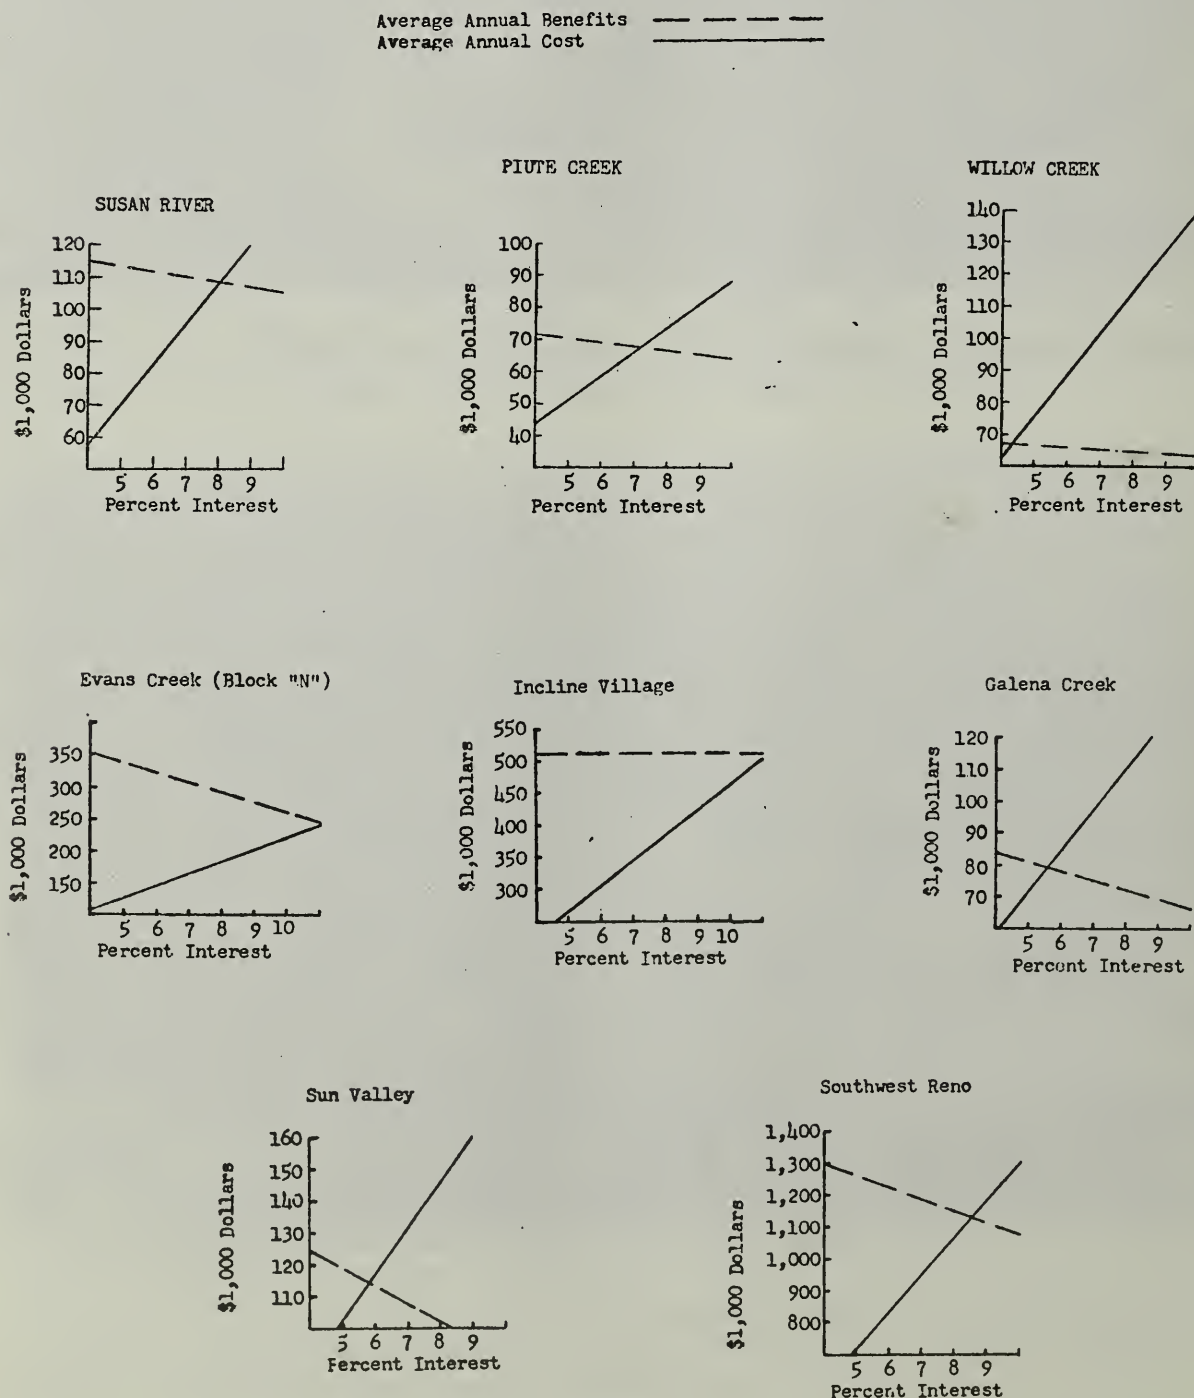 Average Annual Benefits
Average Annual Cost
SUSAN RIVER
120
110
100
90
80
70
60
$1,000 Dollars
5 6 7 8 9
Percent Interest
PIUTE CREEK
100
90
80
70
60
50
40
$1,000 Dollars
5 6 7 8 9
Percent Interest
WILLOW CREEK
140
130
120
110
100
90
80
70
$1,000 Dollars
5 6 7 8 9
Percent Interest
Evans Creek (Block "N")
350
300
250
200
150
$1,000 Dollars
5 6 7 8 9 10
Percent Interest
Incline Village
550
500
450
400
350
300
$1,000 Dollars
5 6 7 8 9 10
Percent Interest
Galena Creek
120
110
100
90
80
70
$1,000 Dollars
5 6 7 8 9
Percent Interest
Sun Valley
160
150
140
130
120
110
$1,000 Dollars
5 6 7 8 9
Percent Interest
Southwest Reno
1,400
1,300
1,200
1,100
1,000
900
800
$1,000 Dollars
5 6 7 8 9
Percent Interest